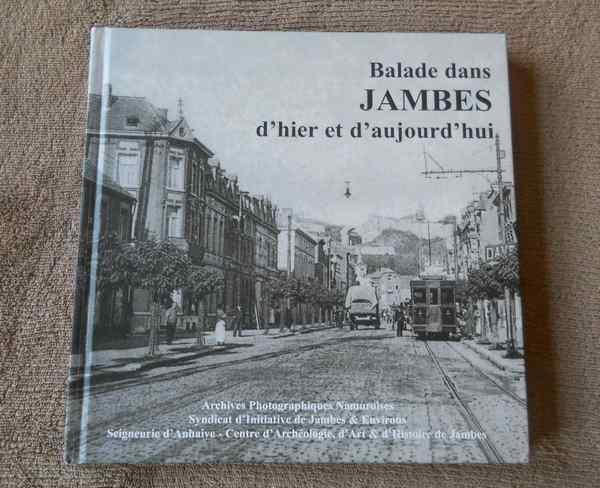 Balade dans
JAMBES
d'hier et d'aujourd'hui
Archives Photographiques Namuroises
Syndicat d'Initiative de Jambes & Environs
Seigneurie d'Anhaive - Centre d'Archéologie, d'Art & d'Histoire de Jambes